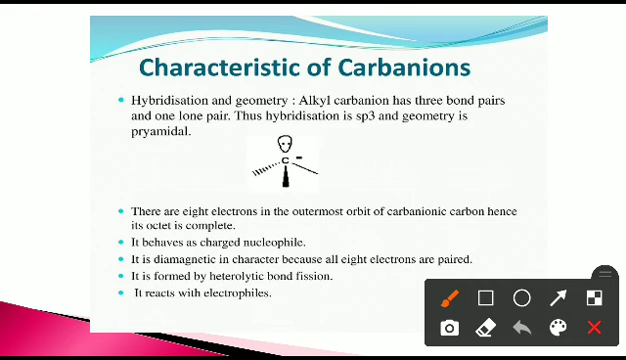 Characteristic of Carbanions
• Hybridisation and geometry : Alkyl carbanion has three bond pairs
and one lone pair. Thus hybridisation is sp3 and geometry is
pryamidal.
C -
• There are eight electrons in the outermost orbit of carbanionic carbon hence
its octet is complete.
• It behaves as charged nucleophile.
• It is diamagnetic in character because all eight electrons are paired.
• It is formed by heterolytic bond fission.
• It reacts with electrophiles.